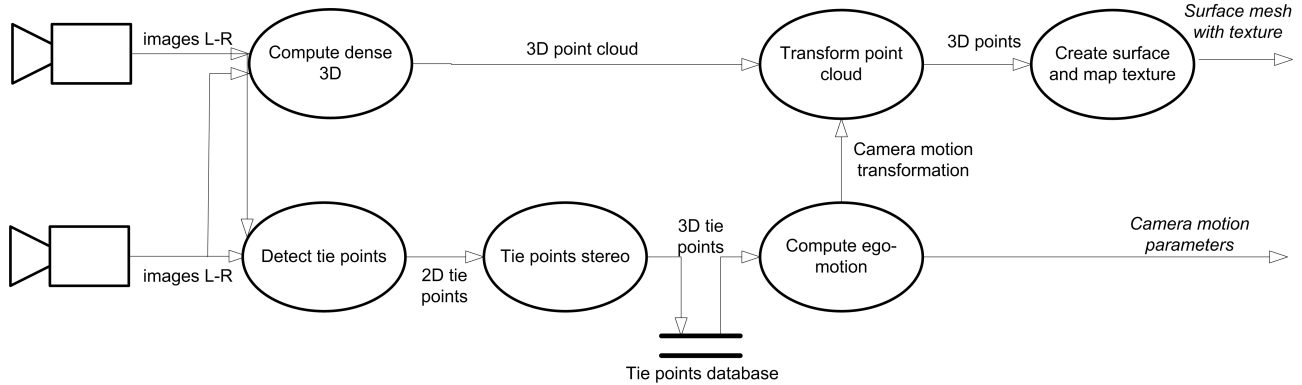 images L-R
Compute dense
3D
3D point cloud
Transform point
cloud
3D points
Create surface
and map texture
Surface mesh
with texture
Camera motion
transformation
images L-R
Detect tie points
2D tie
points
Tie points stereo
3D tie
points
Compute ego-
motion
Camera motion
parameters
Tie points database